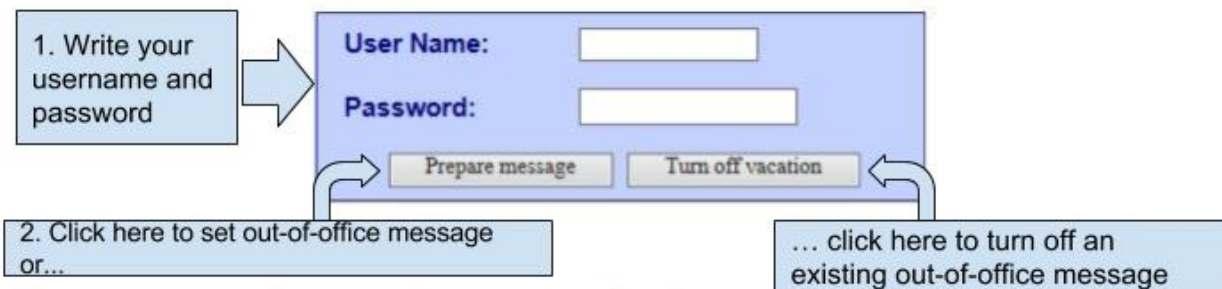 1. Write your
username and
password
User Name:
Password:
Prepare message
Turn off vacation
2. Click here to set out-of-office message
or...
… click here to turn off an
existing out-of-office message